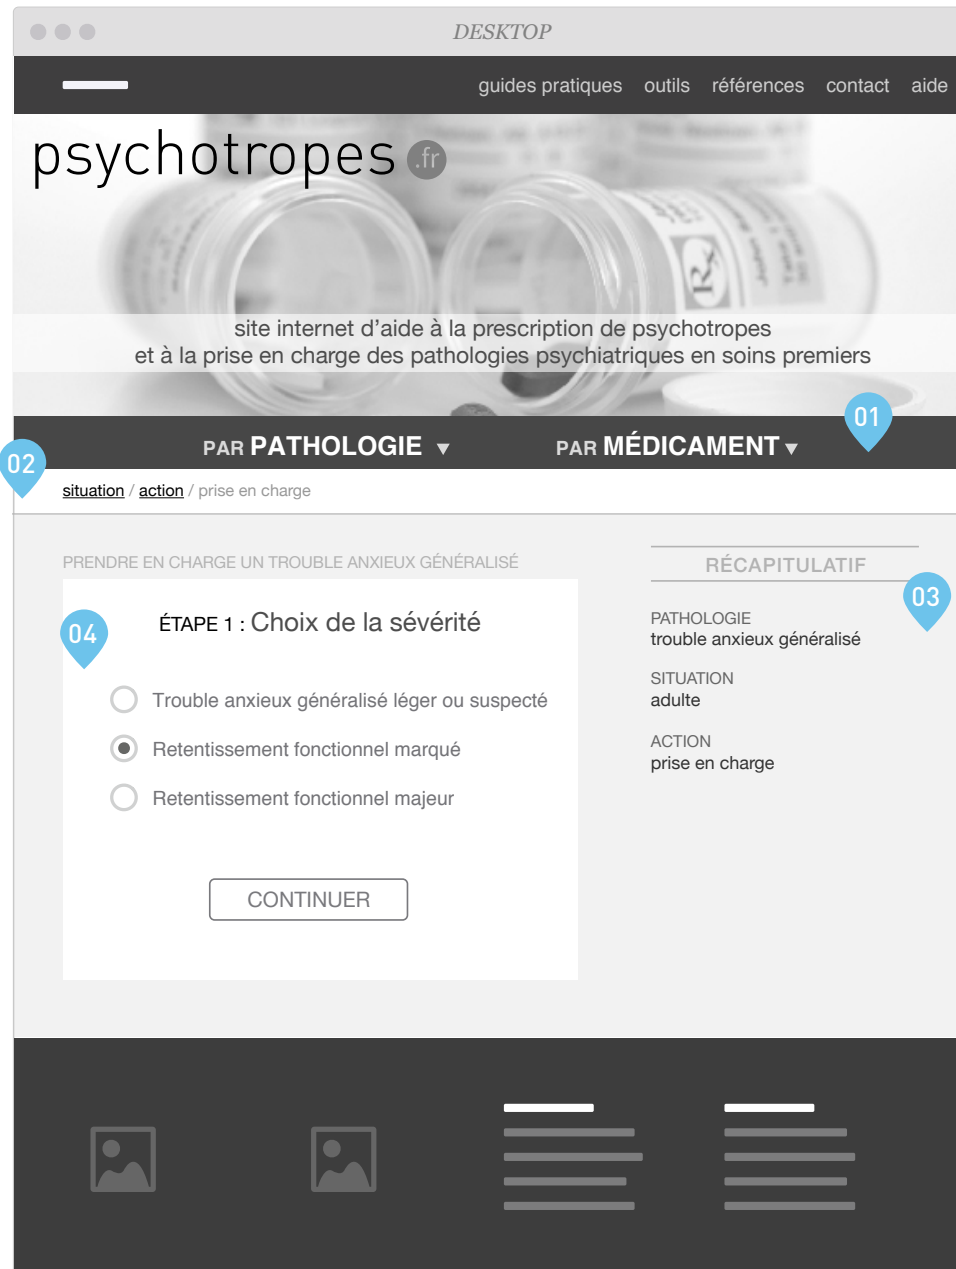 DESKTOP
guides pratiques outils références contact aide
psychotropes .fr
site internet d'aide à la prescription de psychotropes
et à la prise en charge des pathologies psychiatriques en soins premiers
01
PAR PATHOLOGIE ▼ PAR MÉDICAMENT ▼
02
situation / action / prise en charge
PRENDRE EN CHARGE UN TROUBLE ANXIEUX GÉNÉRALISÉ
04
ÉTAPE 1 : Choix de la sévérité
Trouble anxieux généralisé léger ou suspecté
Retentissement fonctionnel marqué
Retentissement fonctionnel majeur
CONTINUER
RÉCAPITULATIF
03
PATHOLOGIE
trouble anxieux généralisé
SITUATION
adulte
ACTION
prise en charge